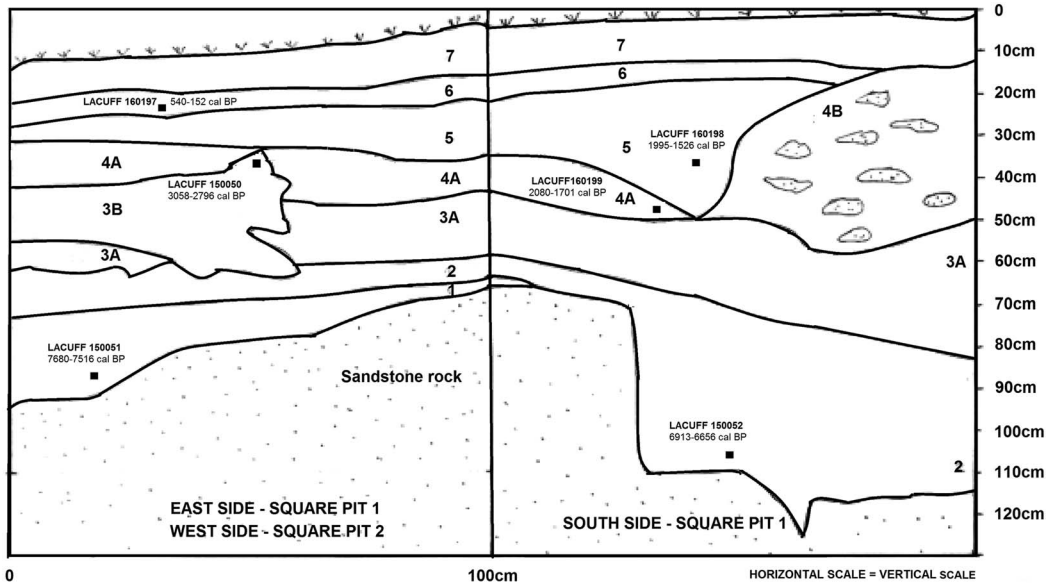 0
7
7
10cm
6
6
20cm
LACUFF 160197 540-152 cal BP
4B
LACUFF 160198
1995-1526 cal BP
30cm
5
5
4A
LACUFF 150050
3058-2796 cal BP
4A
LACUFF160199
2080-1701 cal BP
4A
40cm
3B
3A
50cm
3A
3A
60cm
2
1
70cm
LACUFF 150051
7680-7516 cal BP
80cm
Sandstone rock
90cm
LACUFF 150052
6913-6656 cal BP
100cm
2
110cm
EAST SIDE - SQUARE PIT 1
WEST SIDE - SQUARE PIT 2
SOUTH SIDE - SQUARE PIT 1
120cm
0
100cm
HORIZONTAL SCALE = VERTICAL SCALE